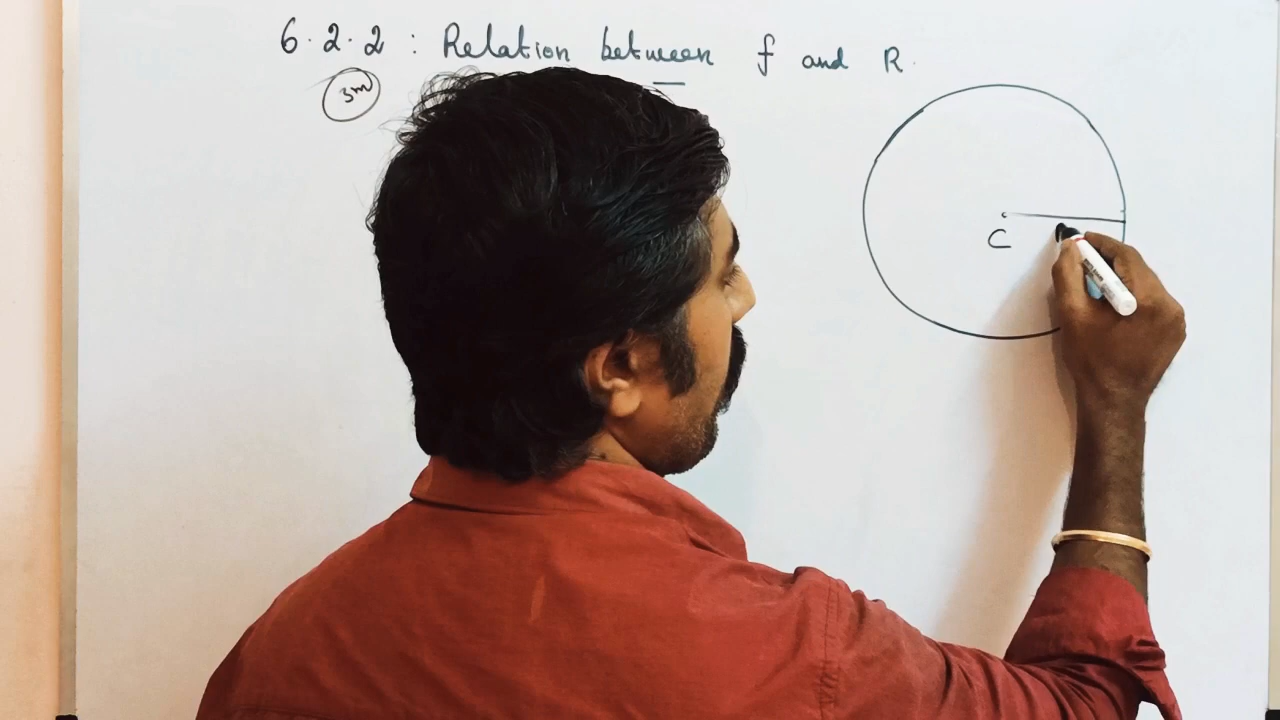 6.2.2 : Relation between f and R.
3m
C